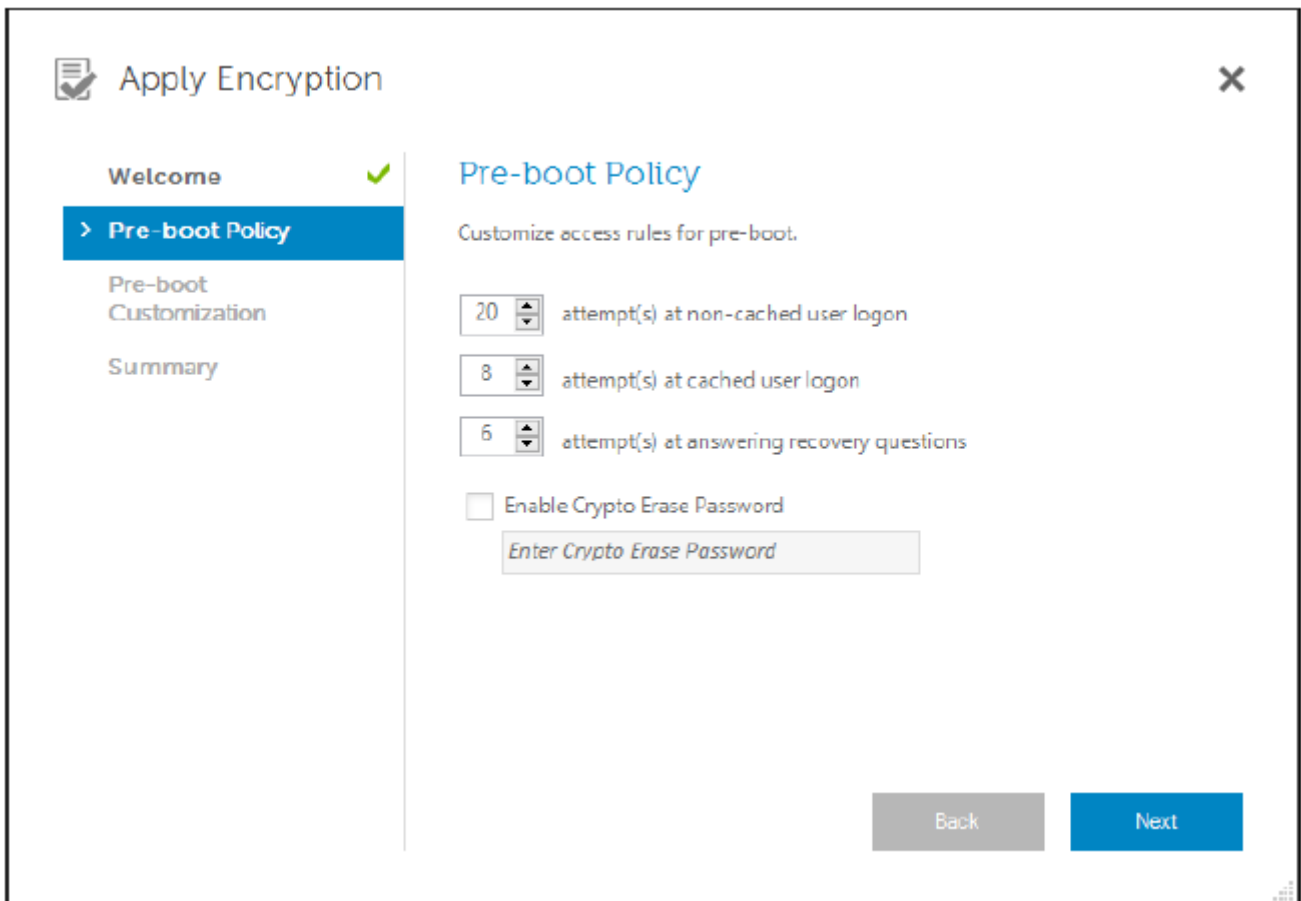 Apply Encryption
Welcome
Pre-boot Policy
Pre-boot
Customization
Summary
Pre-boot Policy
Customize access rules for pre-boot.
20 attempt(s) at non-cached user logon
8 attempt(s) at cached user logon
6 attempt(s) at answering recovery questions
Enable Crypto Erase Password
Enter Crypto Erase Password
Back Next